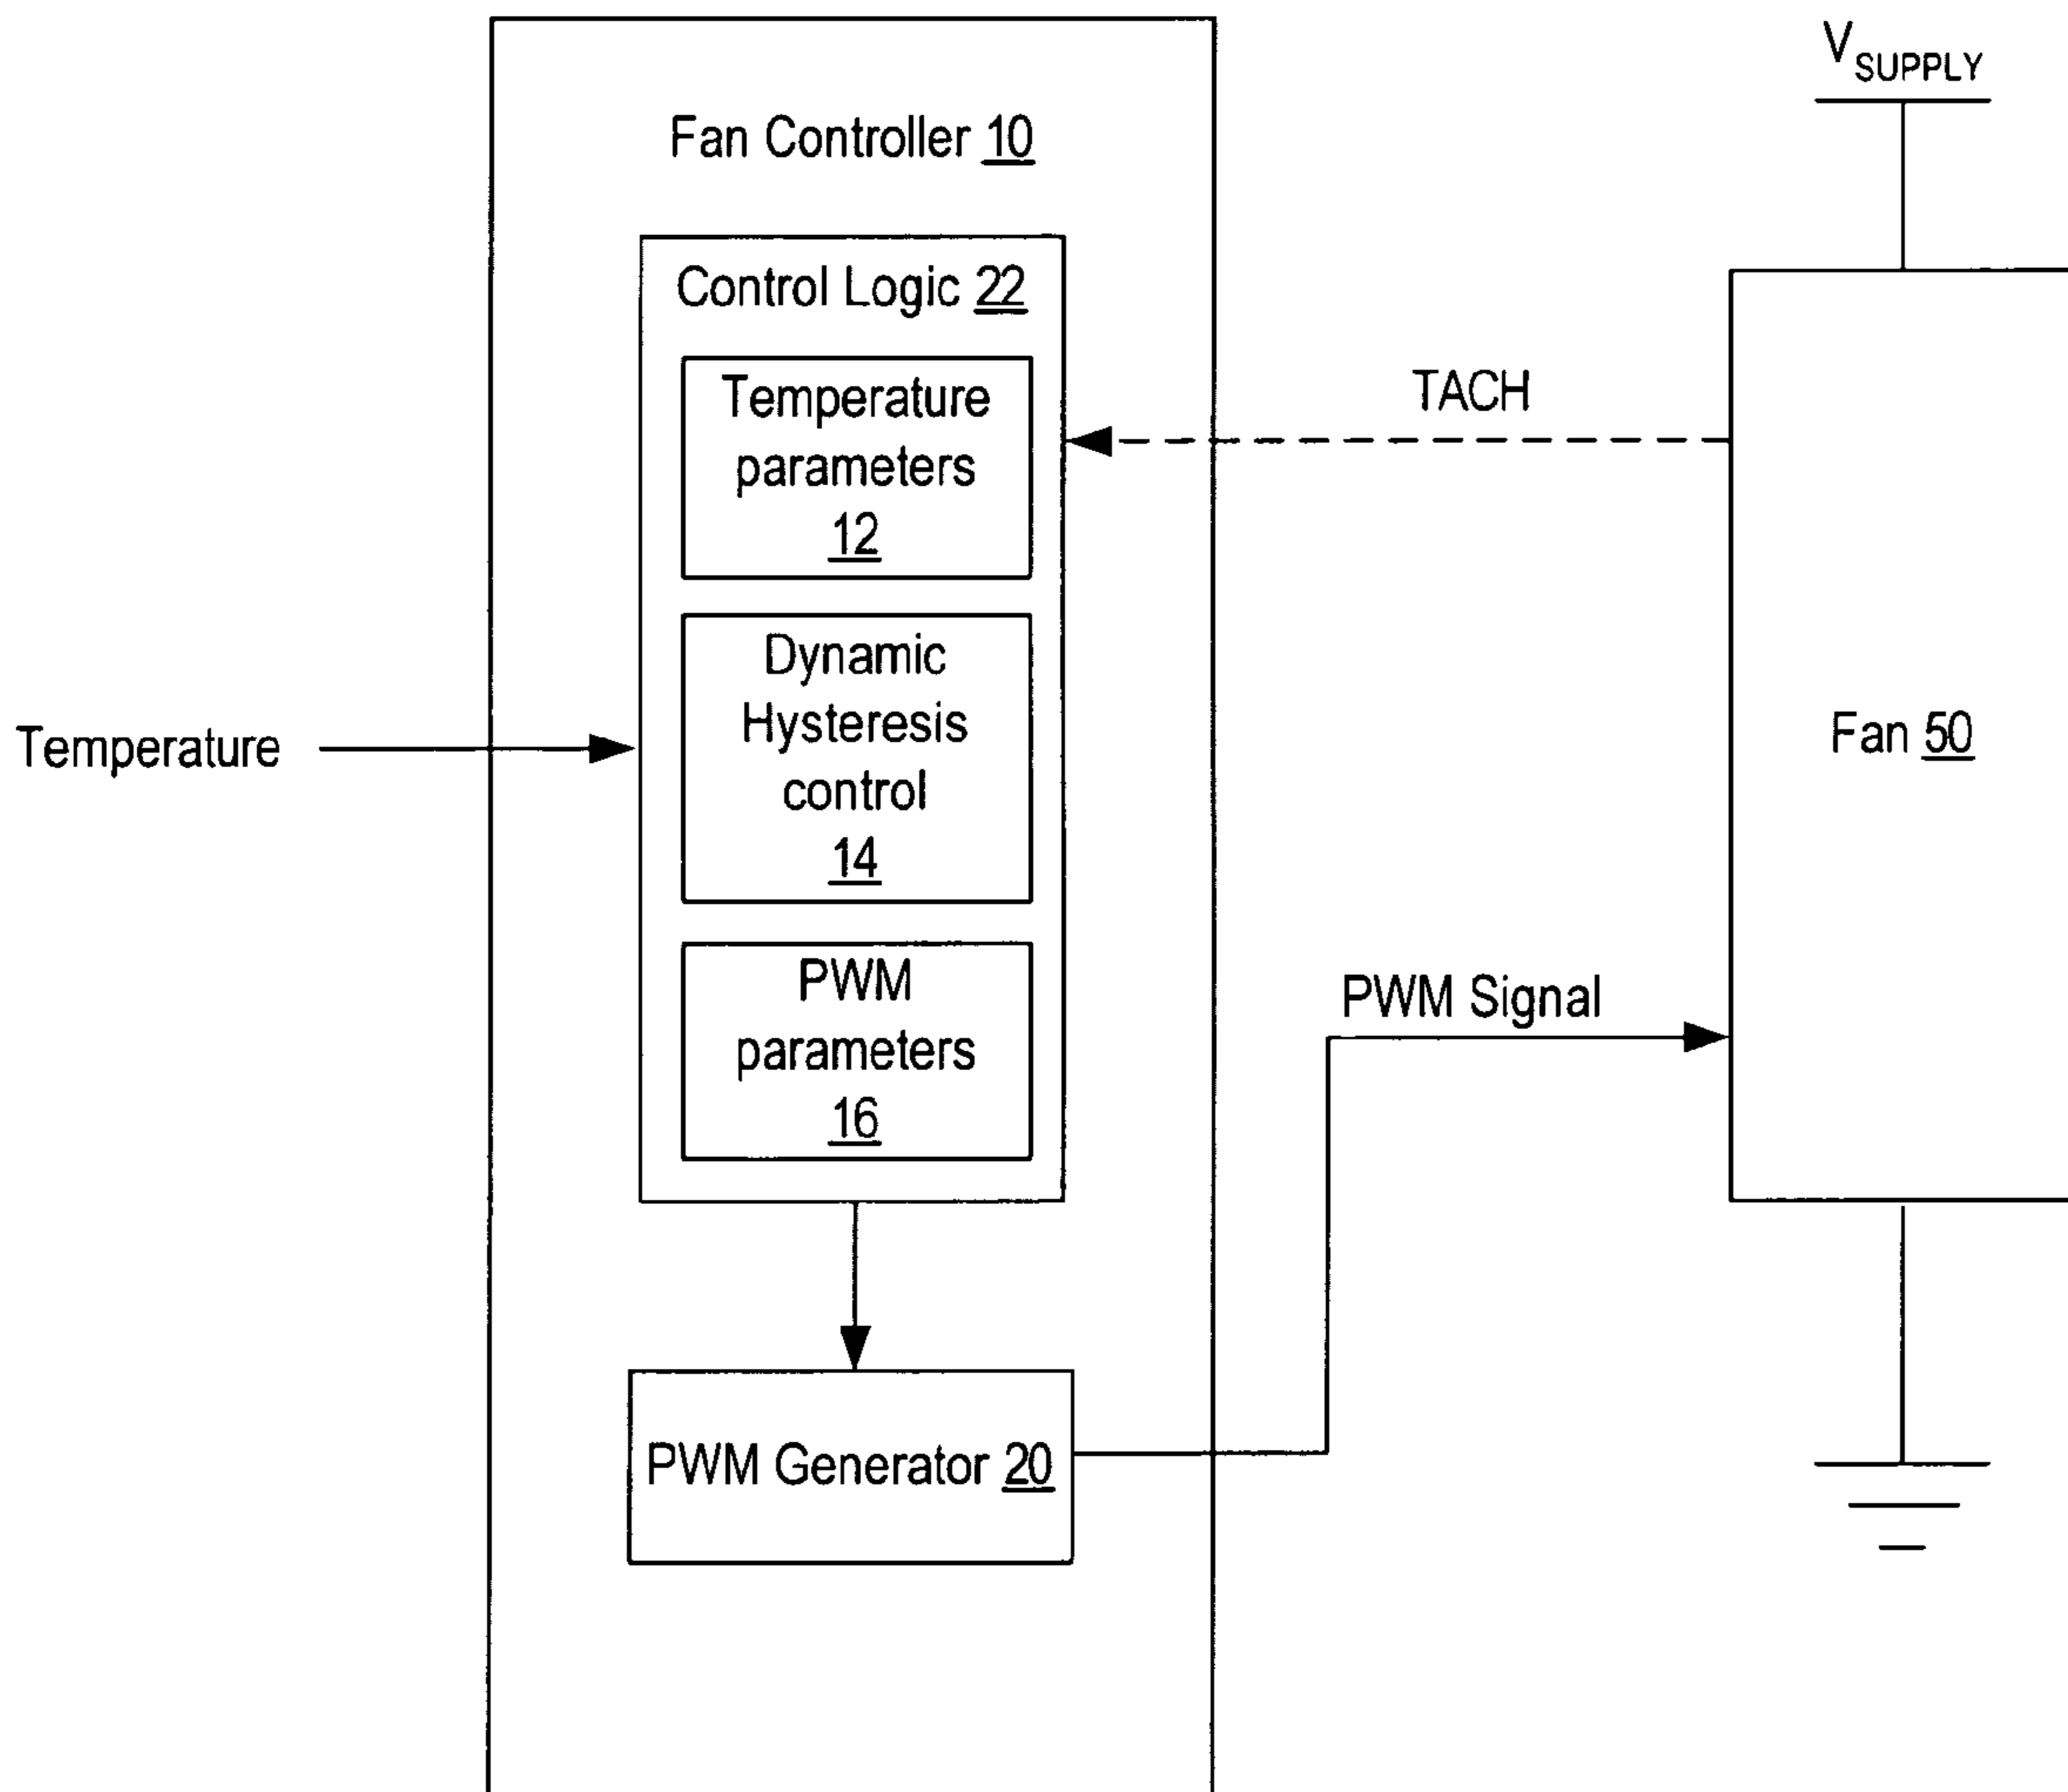 V SUPPLY
Fan Controller 10
Control Logic 22
Temperature
parameters
12
TACH
Dynamic
Hysteresis
control
14
Temperature
Fan 50
PWM
parameters
16
PWM Signal
PWM Generator 20